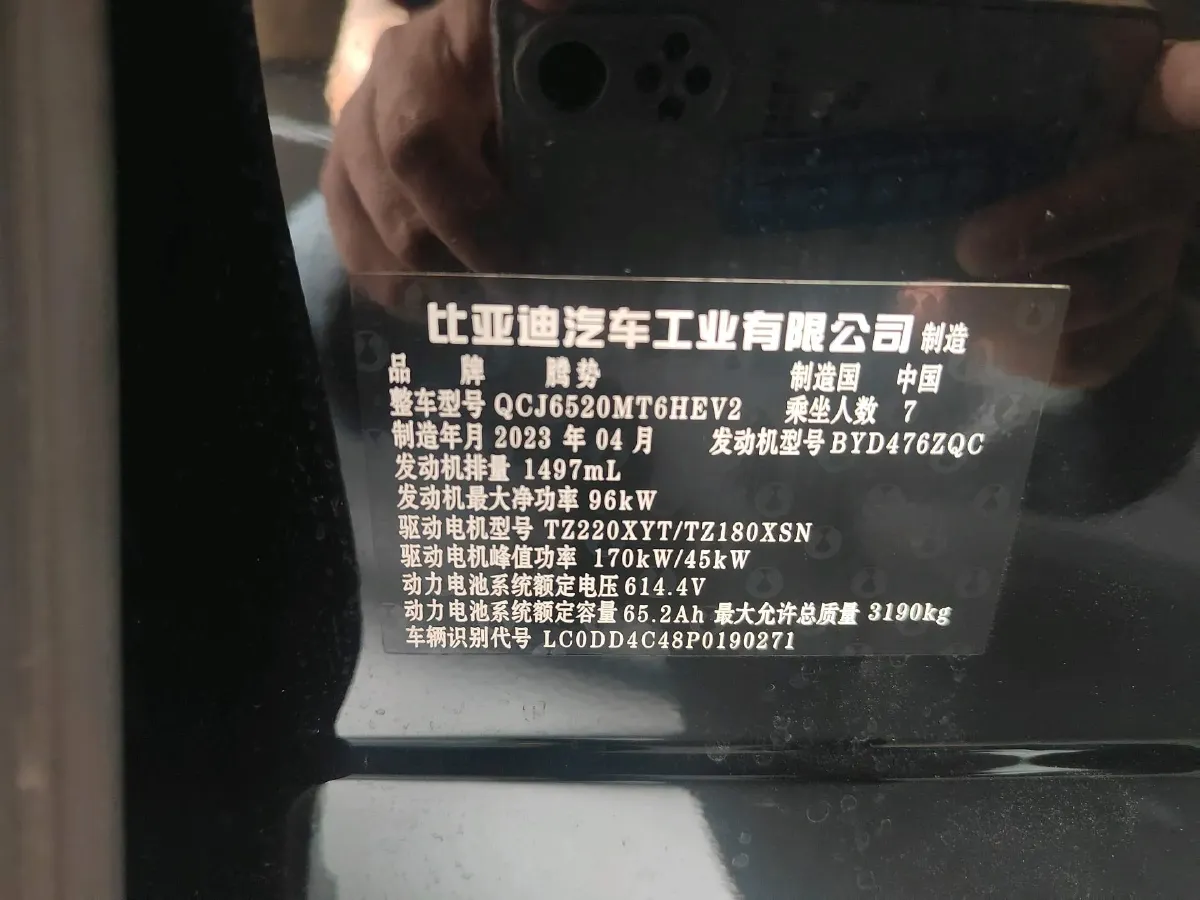 比亚迪汽车工业有限公司 制造
品 牌 腾势 制造国 中国
整车型号 QCJ6520MT6HEV2 乘坐人数 7
制造年月 2023 年 04 月 发动机型号 BYD476ZQC
发动机排量 1497mL
发动机最大净功率 96kW
驱动电机型号 TZ220XYT/TZ180XSN
驱动电机峰值功率 170kW/45kW
动力电池系统额定电压 614.4V
动力电池系统额定容量 65.2Ah 最大允许总质量 3190kg
车辆识别代号 LC0DD4C48P0190271